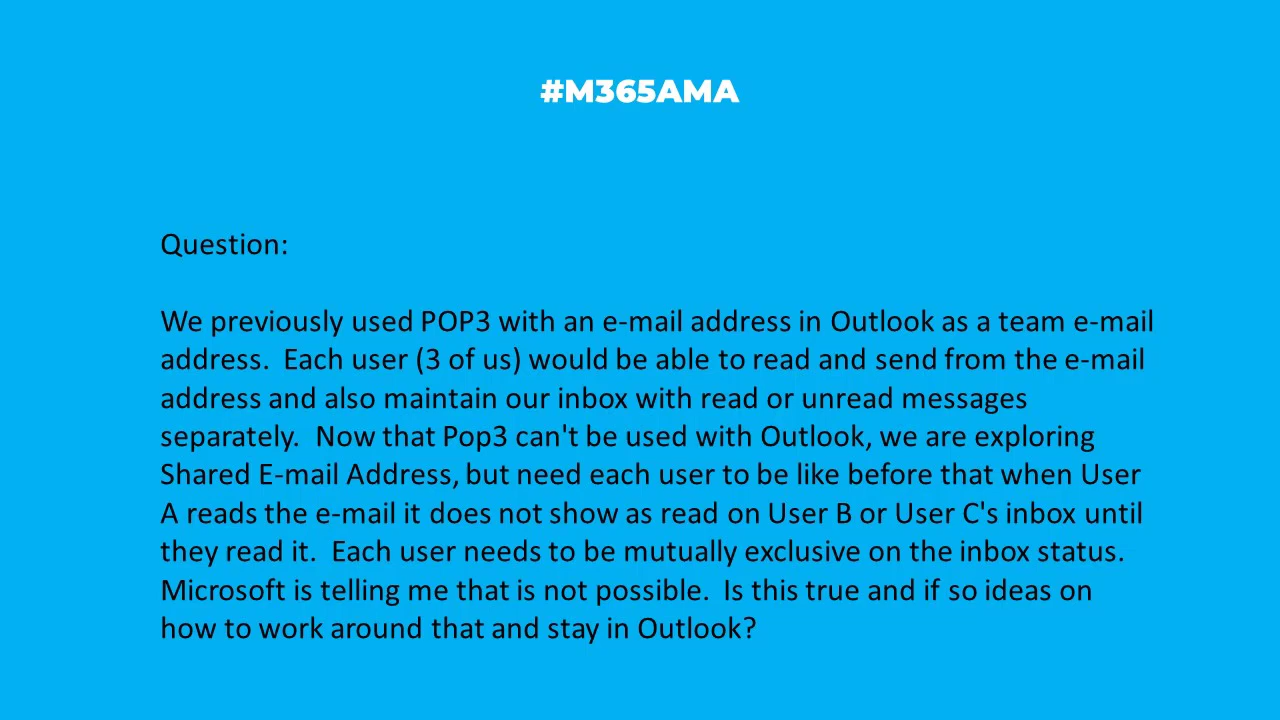 #M365AMA
Question:
We previously used POP3 with an e-mail address in Outlook as a team e-mail
address.  Each user (3 of us) would be able to read and send from the e-mail
address and also maintain our inbox with read or unread messages
separately.  Now that Pop3 can't be used with Outlook, we are exploring
Shared E-mail Address, but need each user to be like before that when User
A reads the e-mail it does not show as read on User B or User C's inbox until
they read it.  Each user needs to be mutually exclusive on the inbox status.
Microsoft is telling me that is not possible.  Is this true and if so ideas on
how to work around that and stay in Outlook?